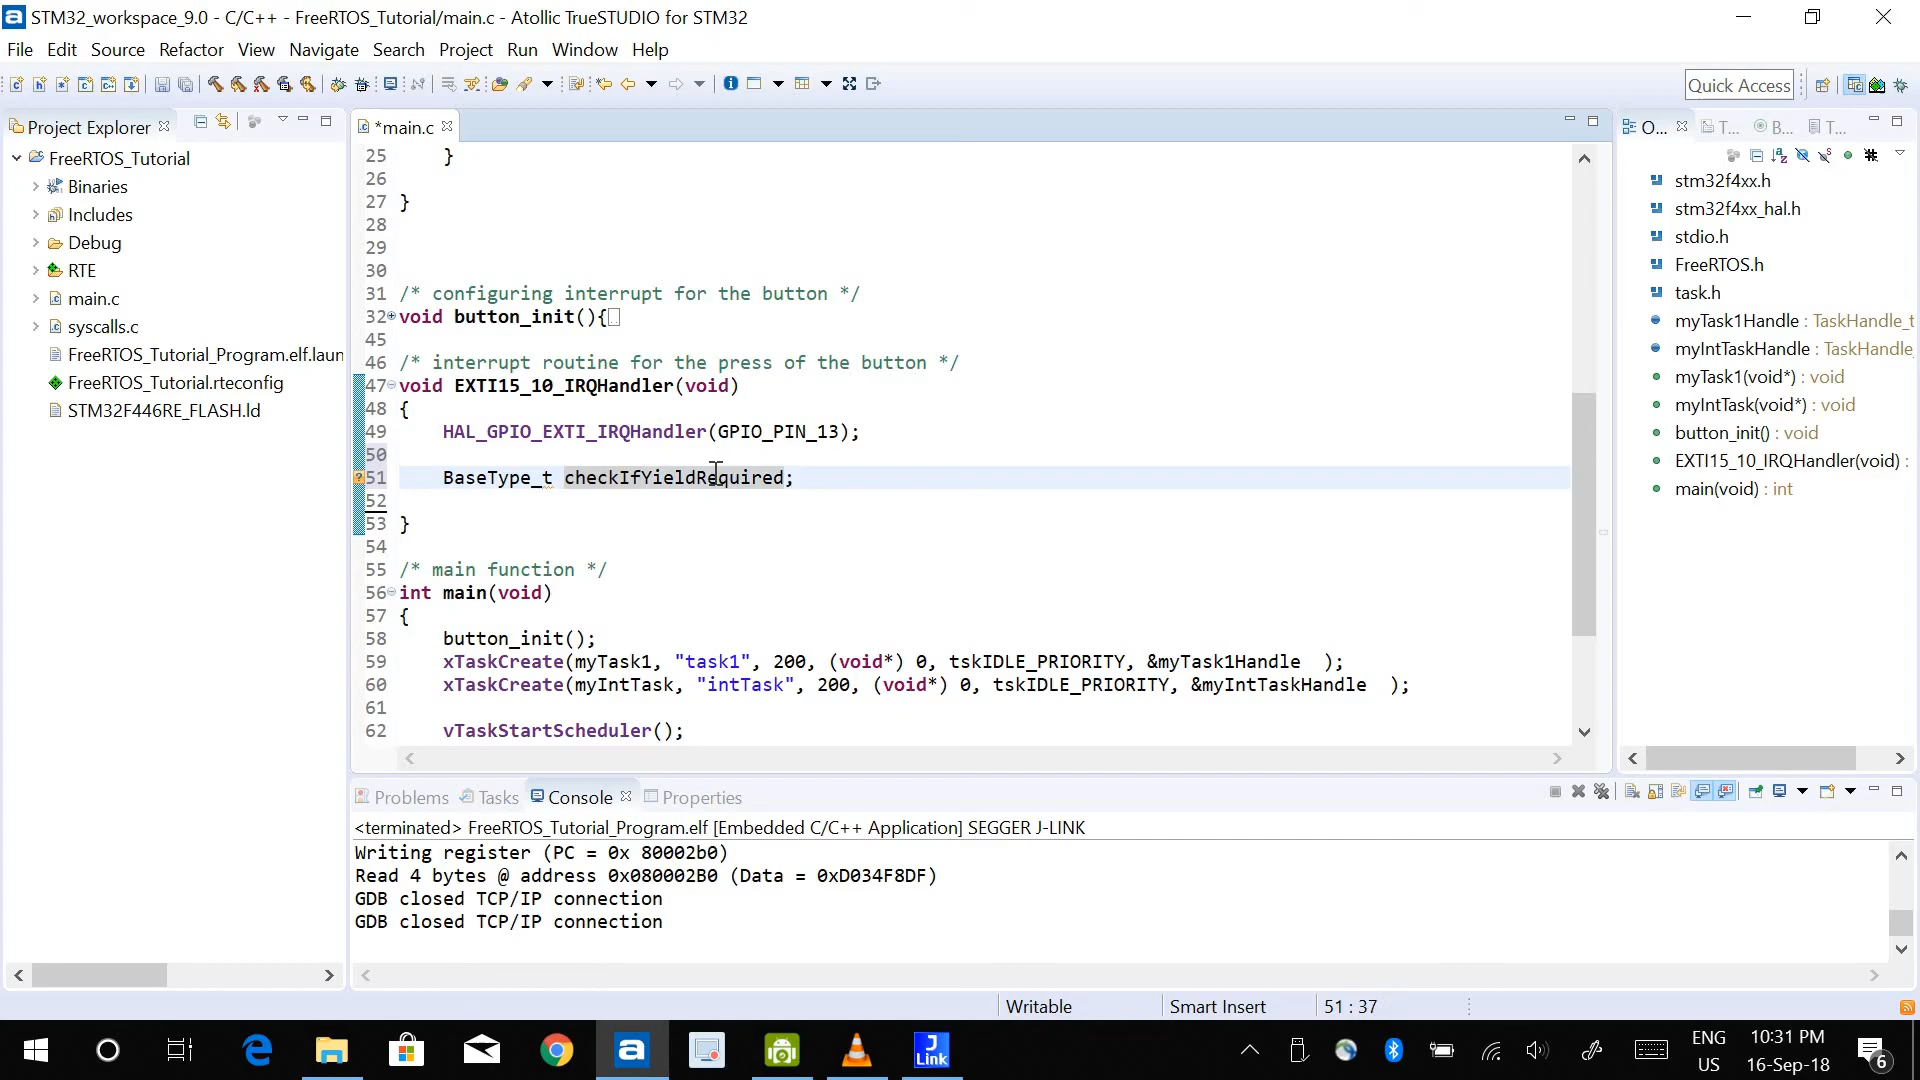 STM32_workspace_9.0 - C/C++ - FreeRTOS_Tutorial/main.c - Atollic TrueSTUDIO for STM32
File Edit Source Refactor View Navigate Search Project Run Window Help
Quick Access
Project Explorer
*main.c
O... T... B... T...
FreeRTOS_Tutorial
Binaries
Includes
Debug
RTE
main.c
syscalls.c
FreeRTOS_Tutorial_Program.elf.laun
FreeRTOS_Tutorial.rteconfig
STM32F446RE_FLASH.ld
25 }
26
27 }
28
29
30
31 /* configuring interrupt for the button */
32 void button_init(){
45
46 /* interrupt routine for the press of the button */
47 void EXTI15_10_IRQHandler(void)
48 {
49 HAL_GPIO_EXTI_IRQHandler(GPIO_PIN_13);
50
51 BaseType_t checkIfYieldRequired;
52
53 }
54
55 /* main function */
56 int main(void)
57 {
58 button_init();
59 xTaskCreate(myTask1, "task1", 200, (void*) 0, tskIDLE_PRIORITY, &myTask1Handle );
60 xTaskCreate(myIntTask, "intTask", 200, (void*) 0, tskIDLE_PRIORITY, &myIntTaskHandle );
61
62 vTaskStartScheduler();
stm32f4xx.h
stm32f4xx_hal.h
stdio.h
FreeRTOS.h
task.h
myTask1Handle : TaskHandle_t
myIntTaskHandle : TaskHandle_
myTask1(void*) : void
myIntTask(void*) : void
button_init() : void
EXTI15_10_IRQHandler(void) :
main(void) : int
Problems Tasks Console Properties
<terminated> FreeRTOS_Tutorial_Program.elf [Embedded C/C++ Application] SEGGER J-LINK
Writing register (PC = 0x 80002b0)
Read 4 bytes @ address 0x080002B0 (Data = 0xD034F8DF)
GDB closed TCP/IP connection
GDB closed TCP/IP connection
Writable Smart Insert 51 : 37
J Link
ENG
US
10:31 PM
16-Sep-18
6